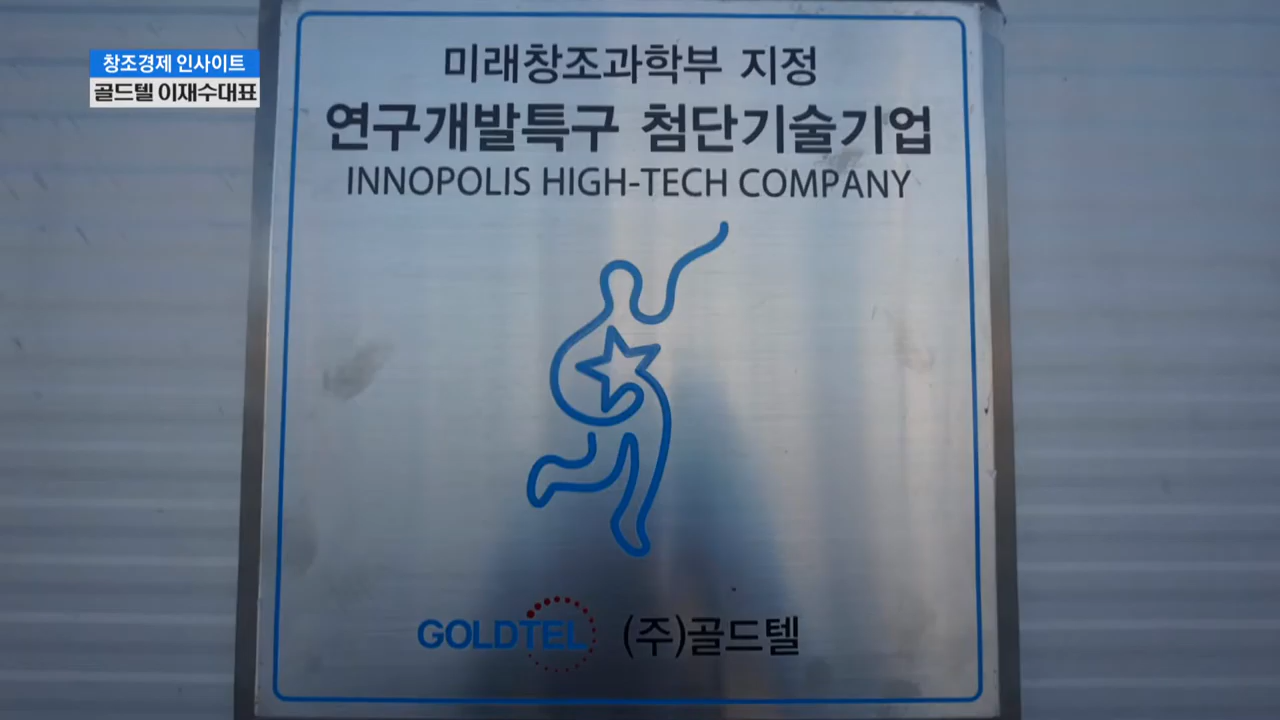 창조경제 인사이트
골드텔 이재수대표
미래창조과학부 지정
연구개발특구 첨단기술기업
INNOPOLIS HIGH-TECH COMPANY
GOLDTEL (주)골드텔